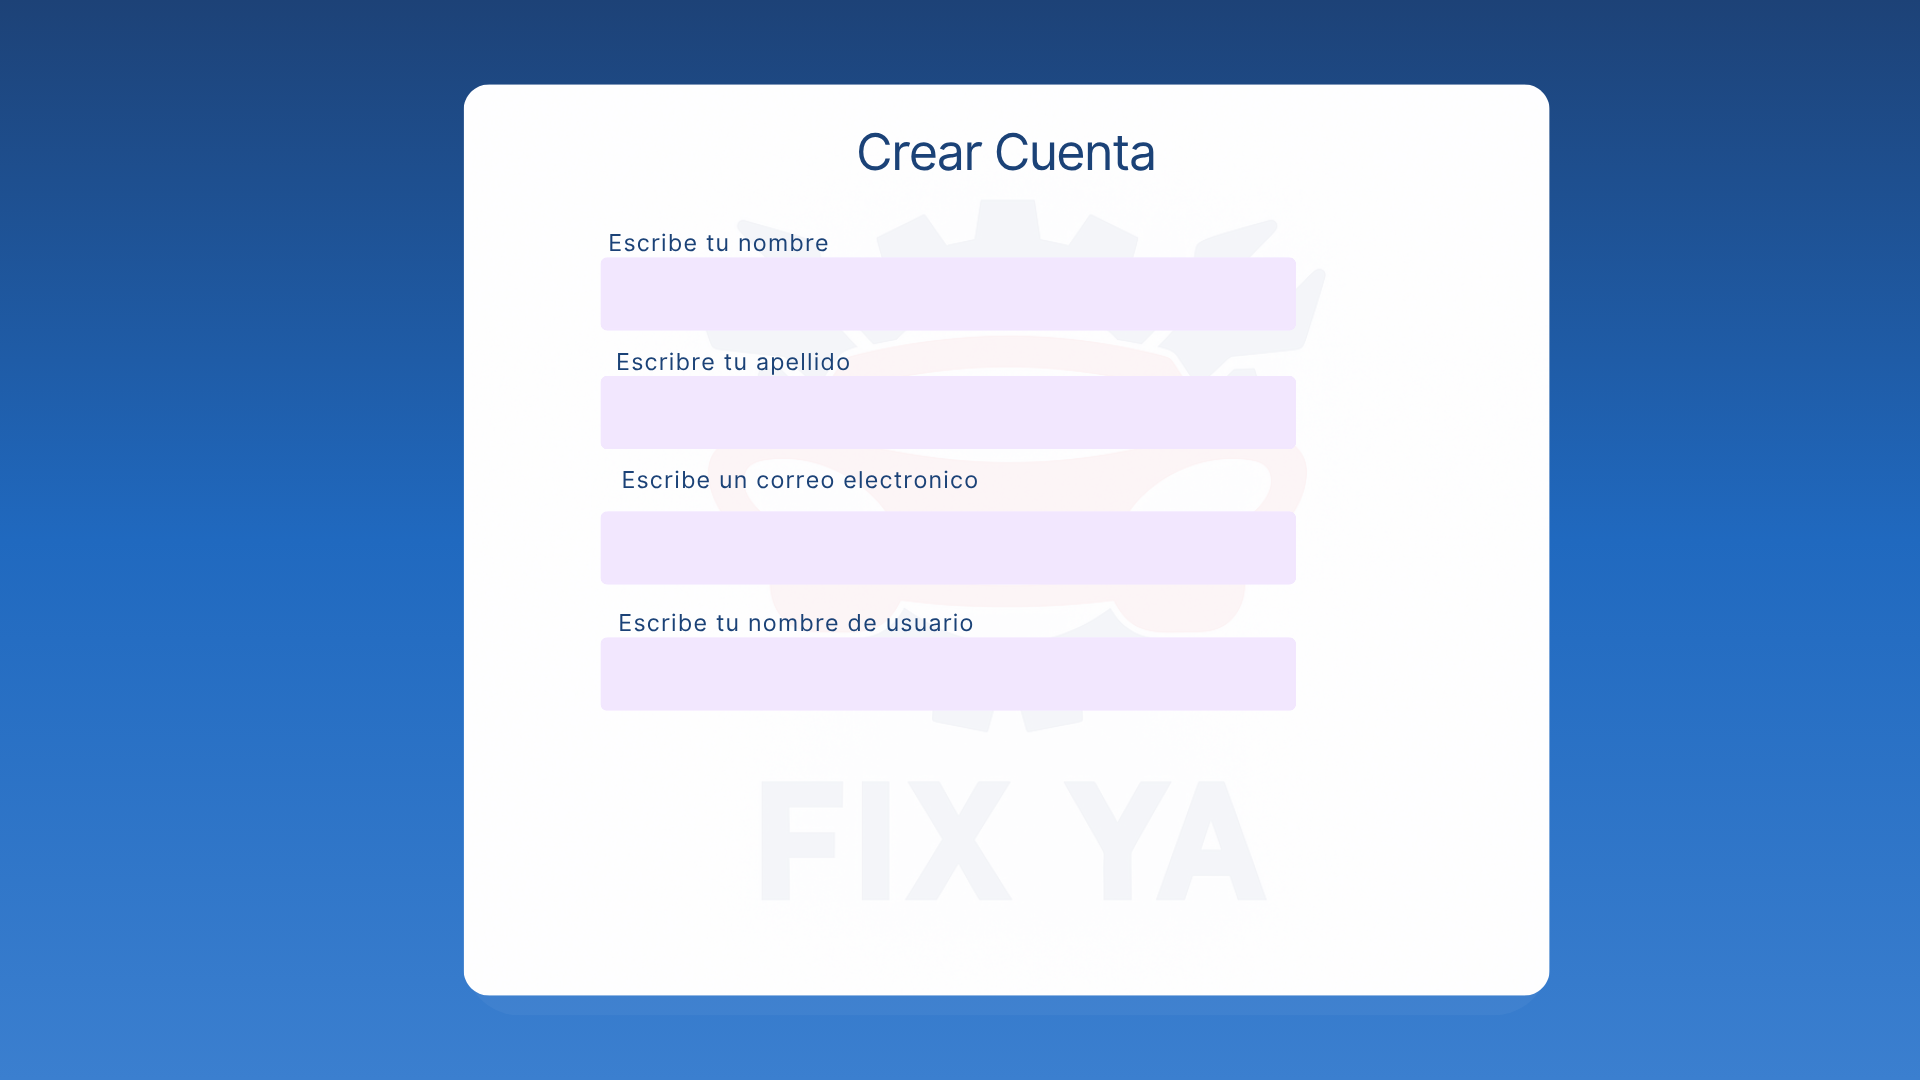 Crear Cuenta
Escribe tu nombre
Escribre tu apellido
Escribe un correo electronico
Escribe tu nombre de usuario
FIX YA